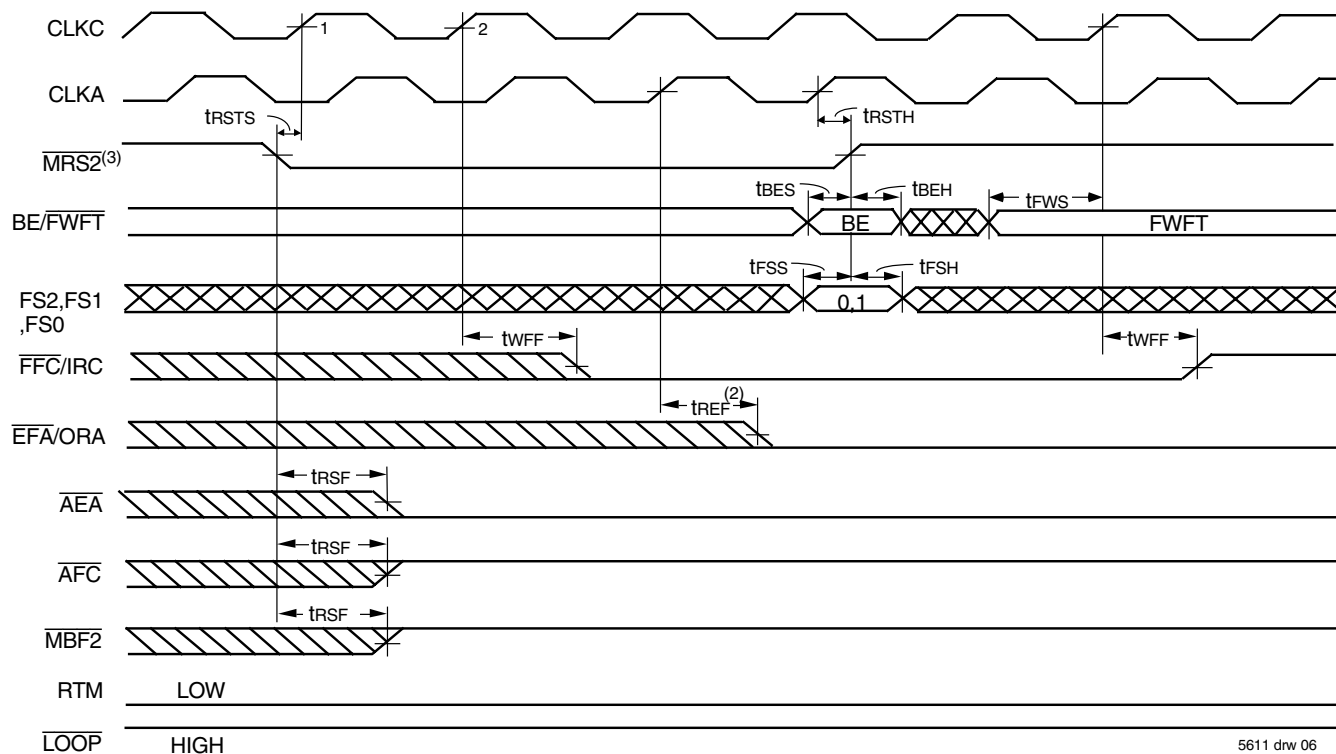 CLKC 1 2
CLKA
tRSTS tRSTH
MRS2(3)
tBES tBEH tFWS
BE/FWFT BE FWFT
tFSS tFSH
FS2,FS1
,FS0 0,1
tWFF tWFF
FFC/IRC
tREF(2)
EFA/ORA
tRSF
AEA
tRSF
AFC
tRSF
MBF2
RTM LOW
LOOP HIGH
5611 drw 06